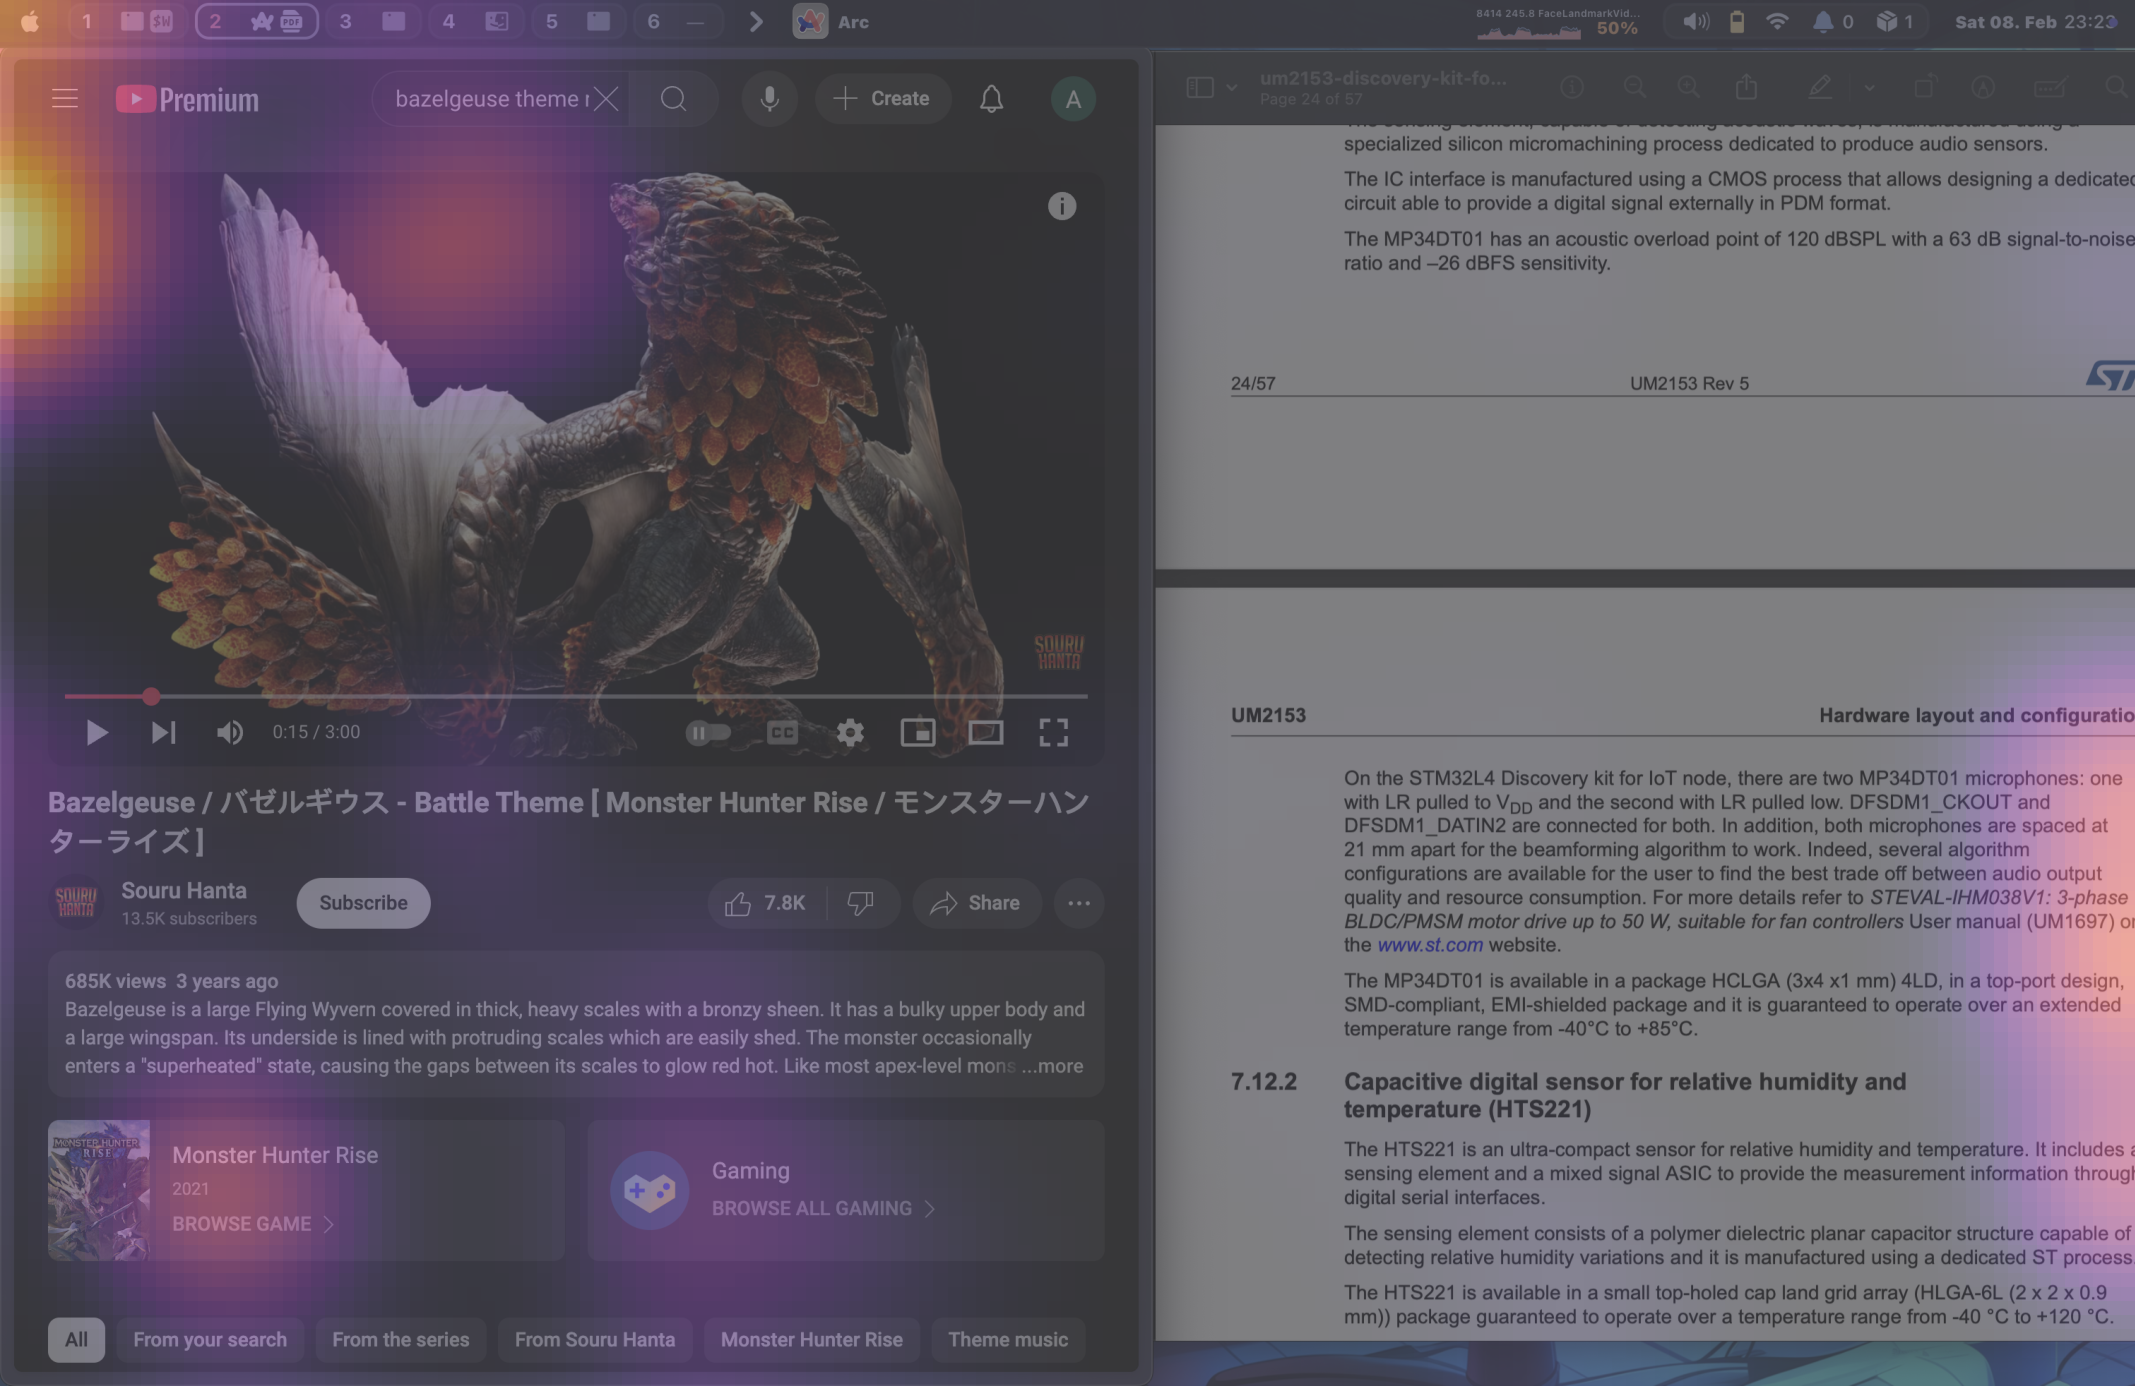 1 2 PDF 3 4 5 6 — Arc
8414 245.8 FaceLandmarkVid... 50% 0 1 Sat 08. Feb 23:23
Premium
bazelgeuse theme
Create
A
SOURU
HANTA
0:15 / 3:00
CC
Bazelgeuse / バゼルギウス - Battle Theme [ Monster Hunter Rise / モンスターハン
ターライズ ]
SOURU
HANTA
Souru Hanta
13.5K subscribers
Subscribe
7.8K
Share
685K views 3 years ago
Bazelgeuse is a large Flying Wyvern covered in thick, heavy scales with a bronzy sheen. It has a bulky upper body and
a large wingspan. Its underside is lined with protruding scales which are easily shed. The monster occasionally
enters a "superheated" state, causing the gaps between its scales to glow red hot. Like most apex-level mons ...more
MONSTER HUNTER
RISE
Monster Hunter Rise
2021
BROWSE GAME
Gaming
BROWSE ALL GAMING
All
From your search
From the series
From Souru Hanta
Monster Hunter Rise
Theme music
um2153-discovery-kit-fo...
Page 24 of 57
The sensing element, capable of detecting acoustic waves, is manufactured using a
specialized silicon micromachining process dedicated to produce audio sensors.
The IC interface is manufactured using a CMOS process that allows designing a dedicated
circuit able to provide a digital signal externally in PDM format.
The MP34DT01 has an acoustic overload point of 120 dBSPL with a 63 dB signal-to-noise
ratio and –26 dBFS sensitivity.
24/57
UM2153 Rev 5
ST
UM2153
Hardware layout and configuratio
On the STM32L4 Discovery kit for IoT node, there are two MP34DT01 microphones: one
with LR pulled to VDD and the second with LR pulled low. DFSDM1_CKOUT and
DFSDM1_DATIN2 are connected for both. In addition, both microphones are spaced at
21 mm apart for the beamforming algorithm to work. Indeed, several algorithm
configurations are available for the user to find the best trade off between audio output
quality and resource consumption. For more details refer to STEVAL-IHM038V1: 3-phase
BLDC/PMSM motor drive up to 50 W, suitable for fan controllers User manual (UM1697) or
the www.st.com website.
The MP34DT01 is available in a package HCLGA (3x4 x1 mm) 4LD, in a top-port design,
SMD-compliant, EMI-shielded package and it is guaranteed to operate over an extended
temperature range from -40°C to +85°C.
7.12.2 Capacitive digital sensor for relative humidity and
temperature (HTS221)
The HTS221 is an ultra-compact sensor for relative humidity and temperature. It includes a
sensing element and a mixed signal ASIC to provide the measurement information through
digital serial interfaces.
The sensing element consists of a polymer dielectric planar capacitor structure capable of
detecting relative humidity variations and it is manufactured using a dedicated ST process.
The HTS221 is available in a small top-holed cap land grid array (HLGA-6L (2 x 2 x 0.9
mm)) package guaranteed to operate over a temperature range from -40 °C to +120 °C.